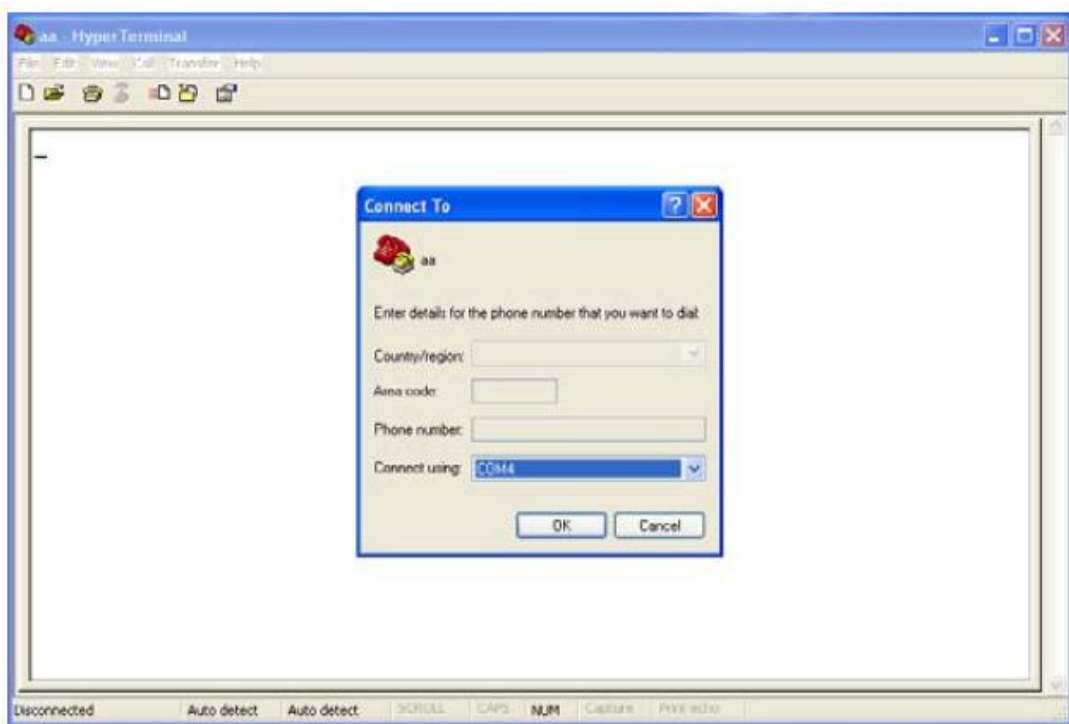 aa - HyperTerminal
File Edit View Call Transfer Help
Connect To
aa
Enter details for the phone number that you want to dial:
Country/region:
Area code:
Phone number:
Connect using: COM4
OK Cancel
Disconnected Auto detect Auto detect SCROLL CAPS NUM Capture Print echo